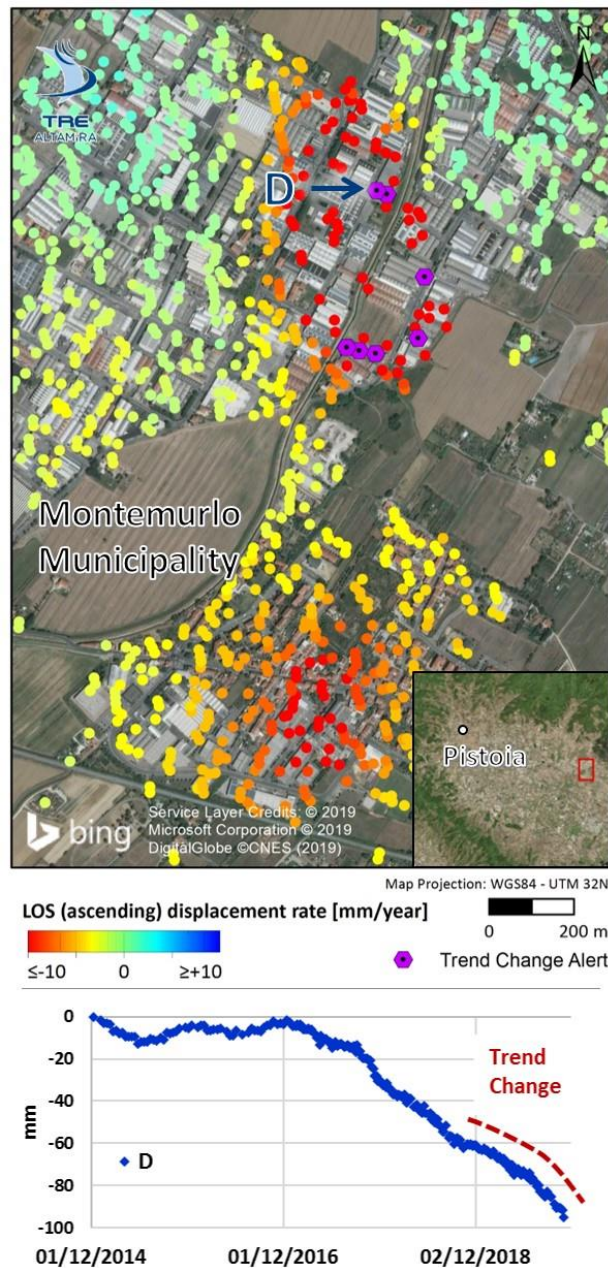 TRE
ALTAMIRA
N
D
Montemurlo
Municipality
Pistoia
bing
Service Layer Credits: © 2019
Microsoft Corporation © 2019
DigitalGlobe ©CNES (2019)
Map Projection: WGS84 - UTM 32N
LOS (ascending) displacement rate [mm/year]
≤-10 0 ≥+10
0 200 m
Trend Change Alert
0
-20
-40
-60
-80
-100
mm
Trend
Change
D
01/12/2014 01/12/2016 02/12/2018